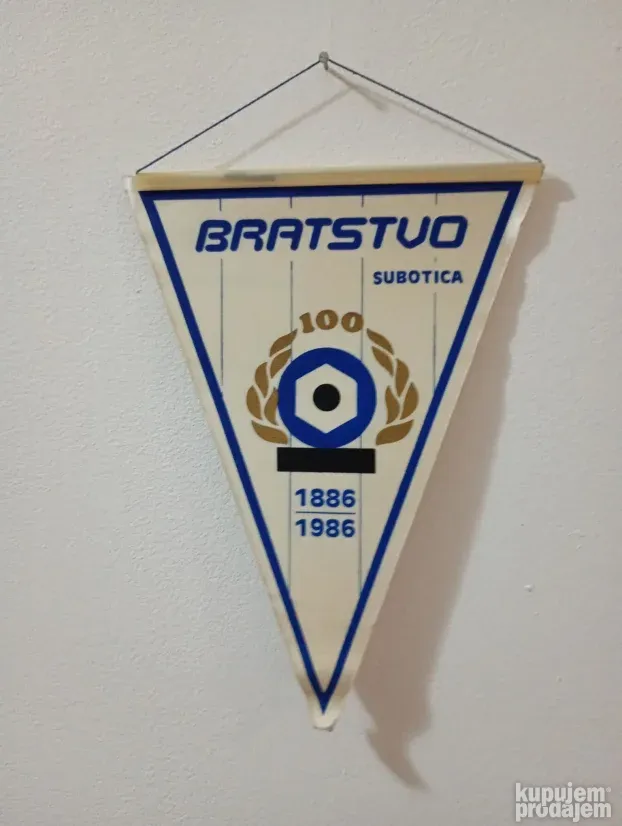 BRATSTVO
SUBOTICA
100
1886
1986
kupujem
prodajem